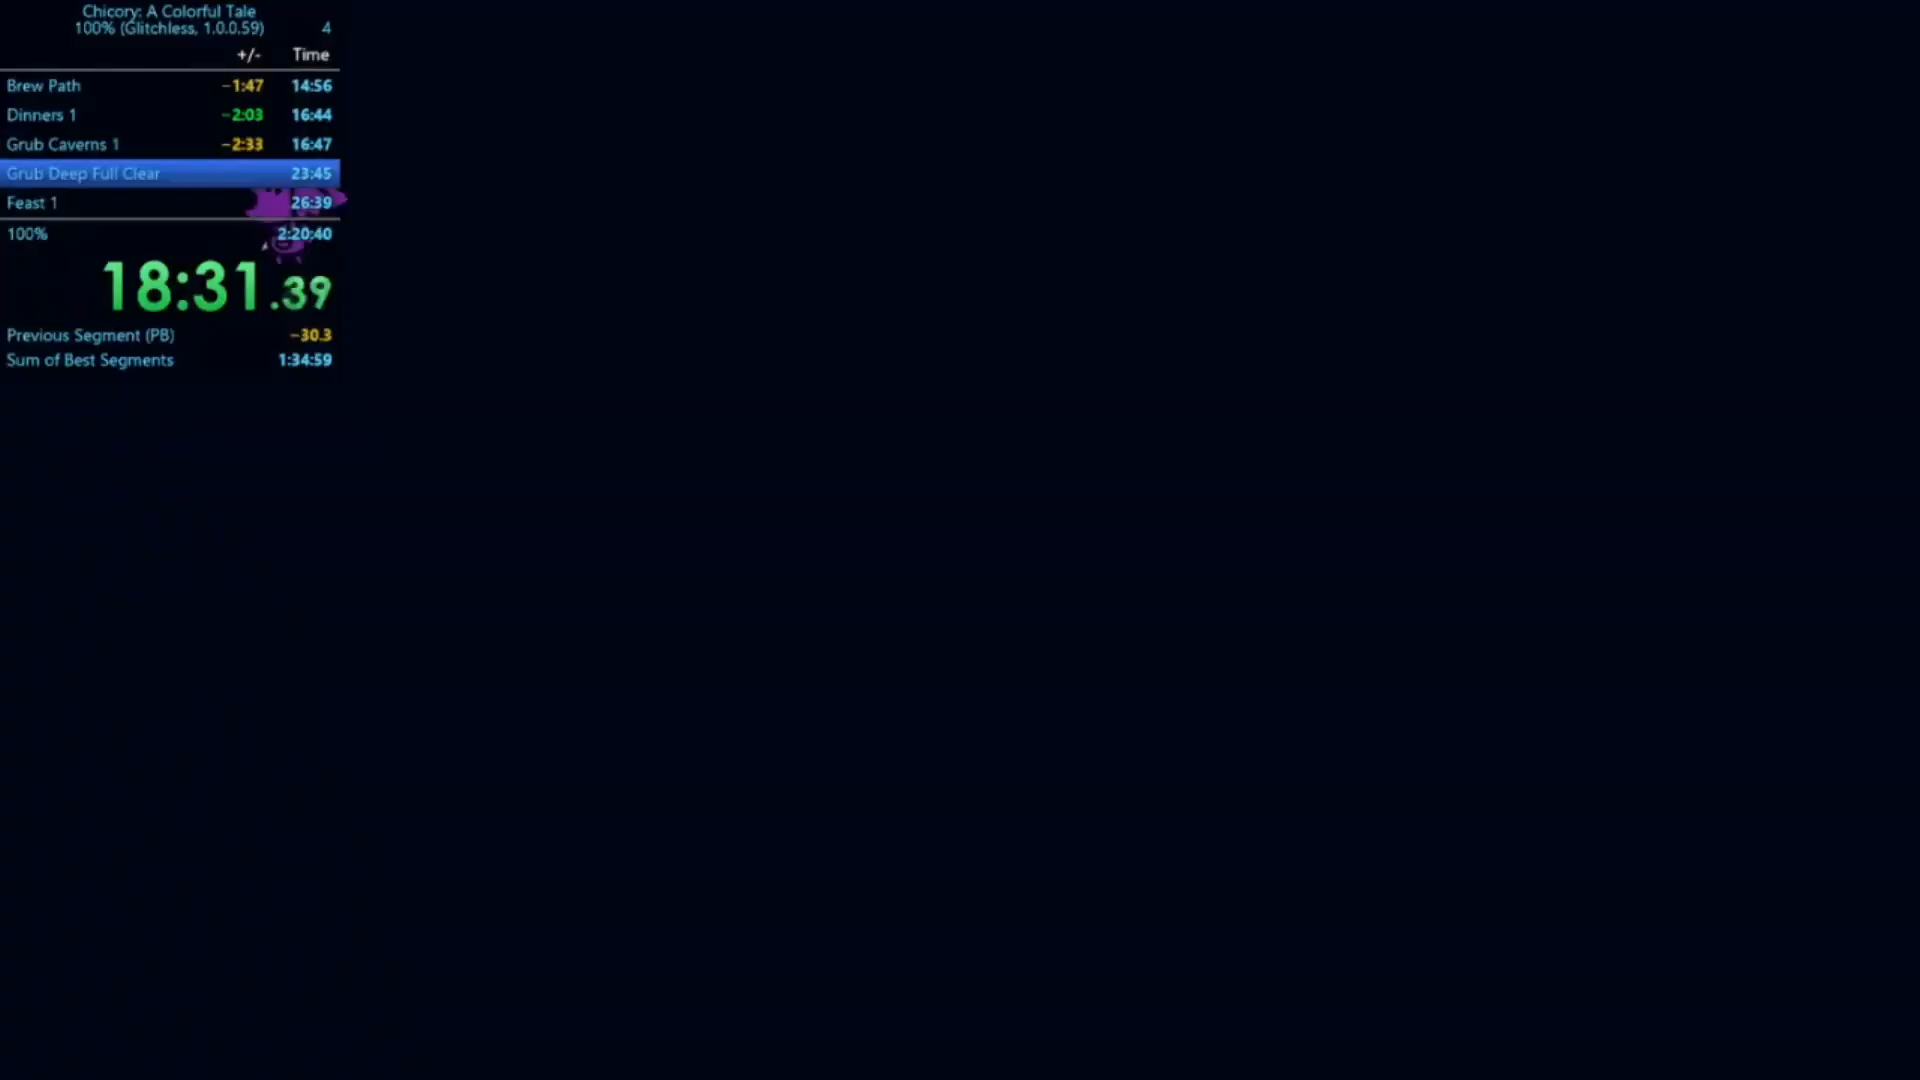 Chicory: A Colorful Tale
100% (Glitchless, 1.0.0.59) 4
+/- Time
Brew Path −1:47 14:56
Dinners 1 −2:03 16:44
Grub Caverns 1 −2:33 16:47
Grub Deep Full Clear 23:45
Feast 1 26:39
100% 2:20:40
18:31.39
Previous Segment (PB) −30.3
Sum of Best Segments 1:34:59